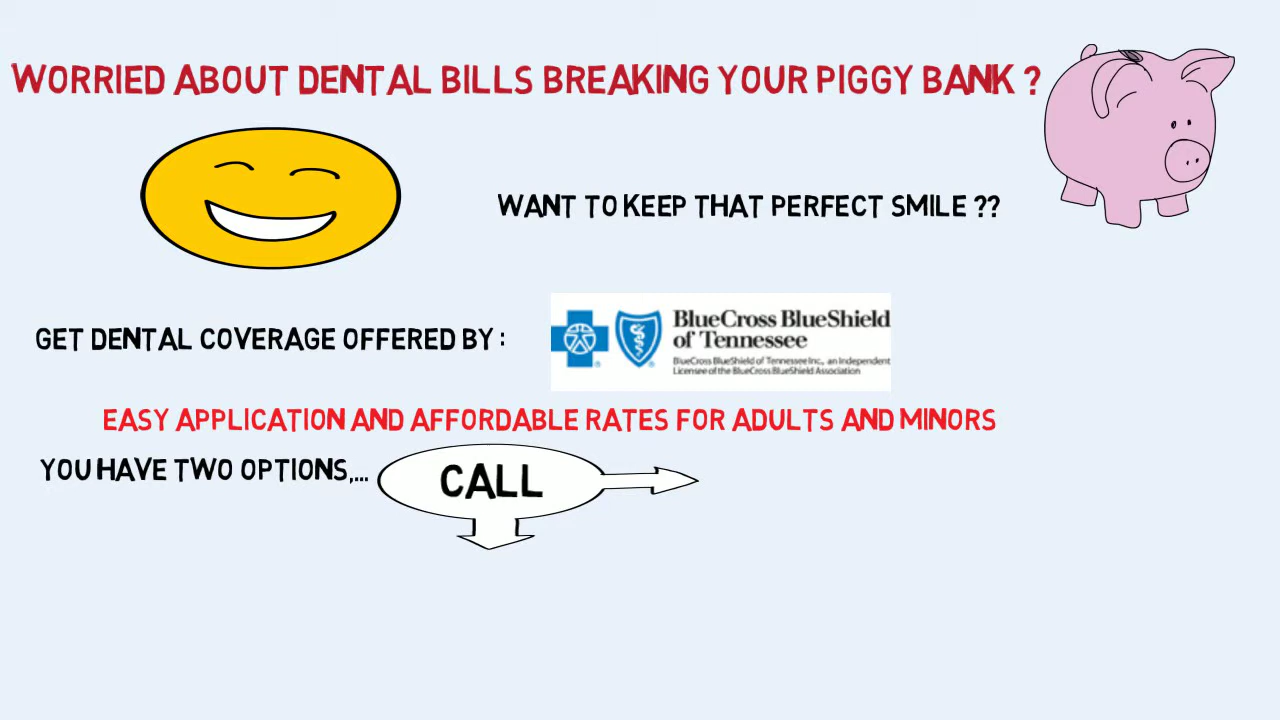 WORRIED ABOUT DENTAL BILLS BREAKING YOUR PIGGY BANK ?
WANT TO KEEP THAT PERFECT SMILE ??
GET DENTAL COVERAGE OFFERED BY :
BlueCross BlueShield
of Tennessee
BlueCross BlueShield of Tennessee Inc., an Independent
Licensee of the BlueCross BlueShield Association
EASY APPLICATION AND AFFORDABLE RATES FOR ADULTS AND MINORS
YOU HAVE TWO OPTIONS,...
CALL